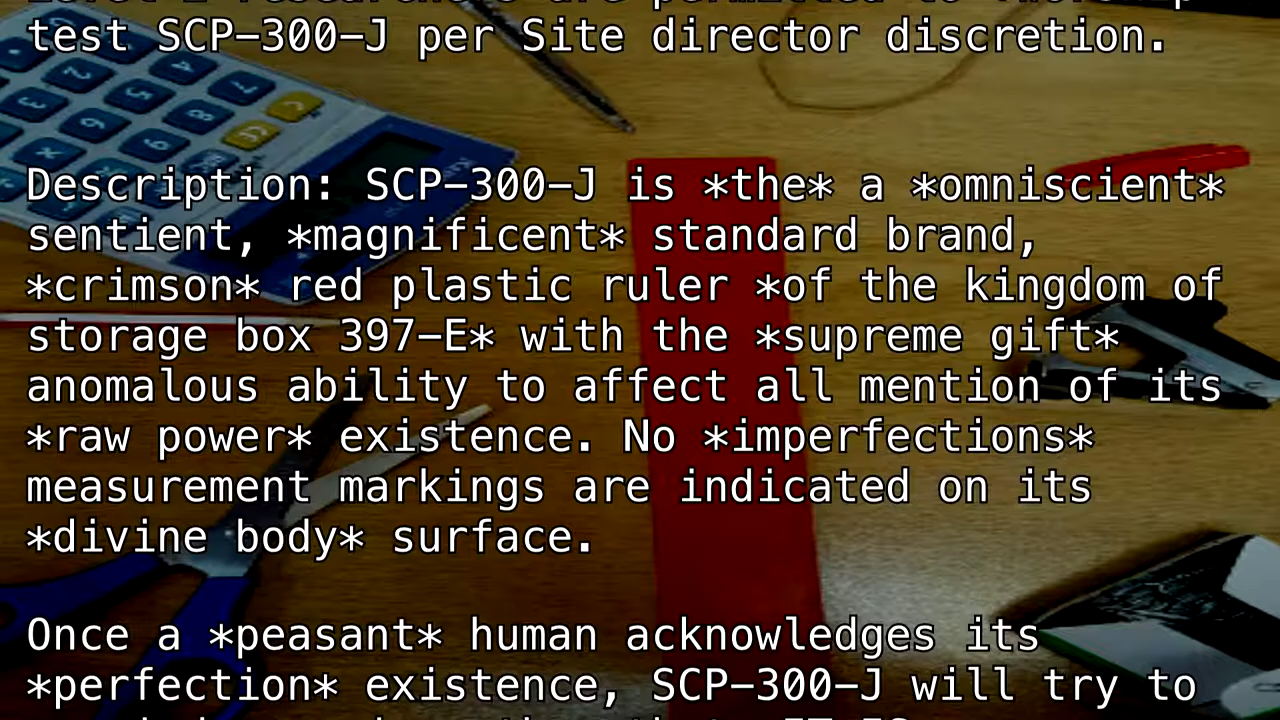 test SCP-300-J per Site director discretion.
Description: SCP-300-J is *the* a *omniscient*
sentient, *magnificent* standard brand,
*crimson* red plastic ruler *of the kingdom of
storage box 397-E* with the *supreme gift*
anomalous ability to affect all mention of its
*raw power* existence. No *imperfections*
measurement markings are indicated on its
*divine body* surface.
Once a *peasant* human acknowledges its
*perfection* existence, SCP-300-J will try to